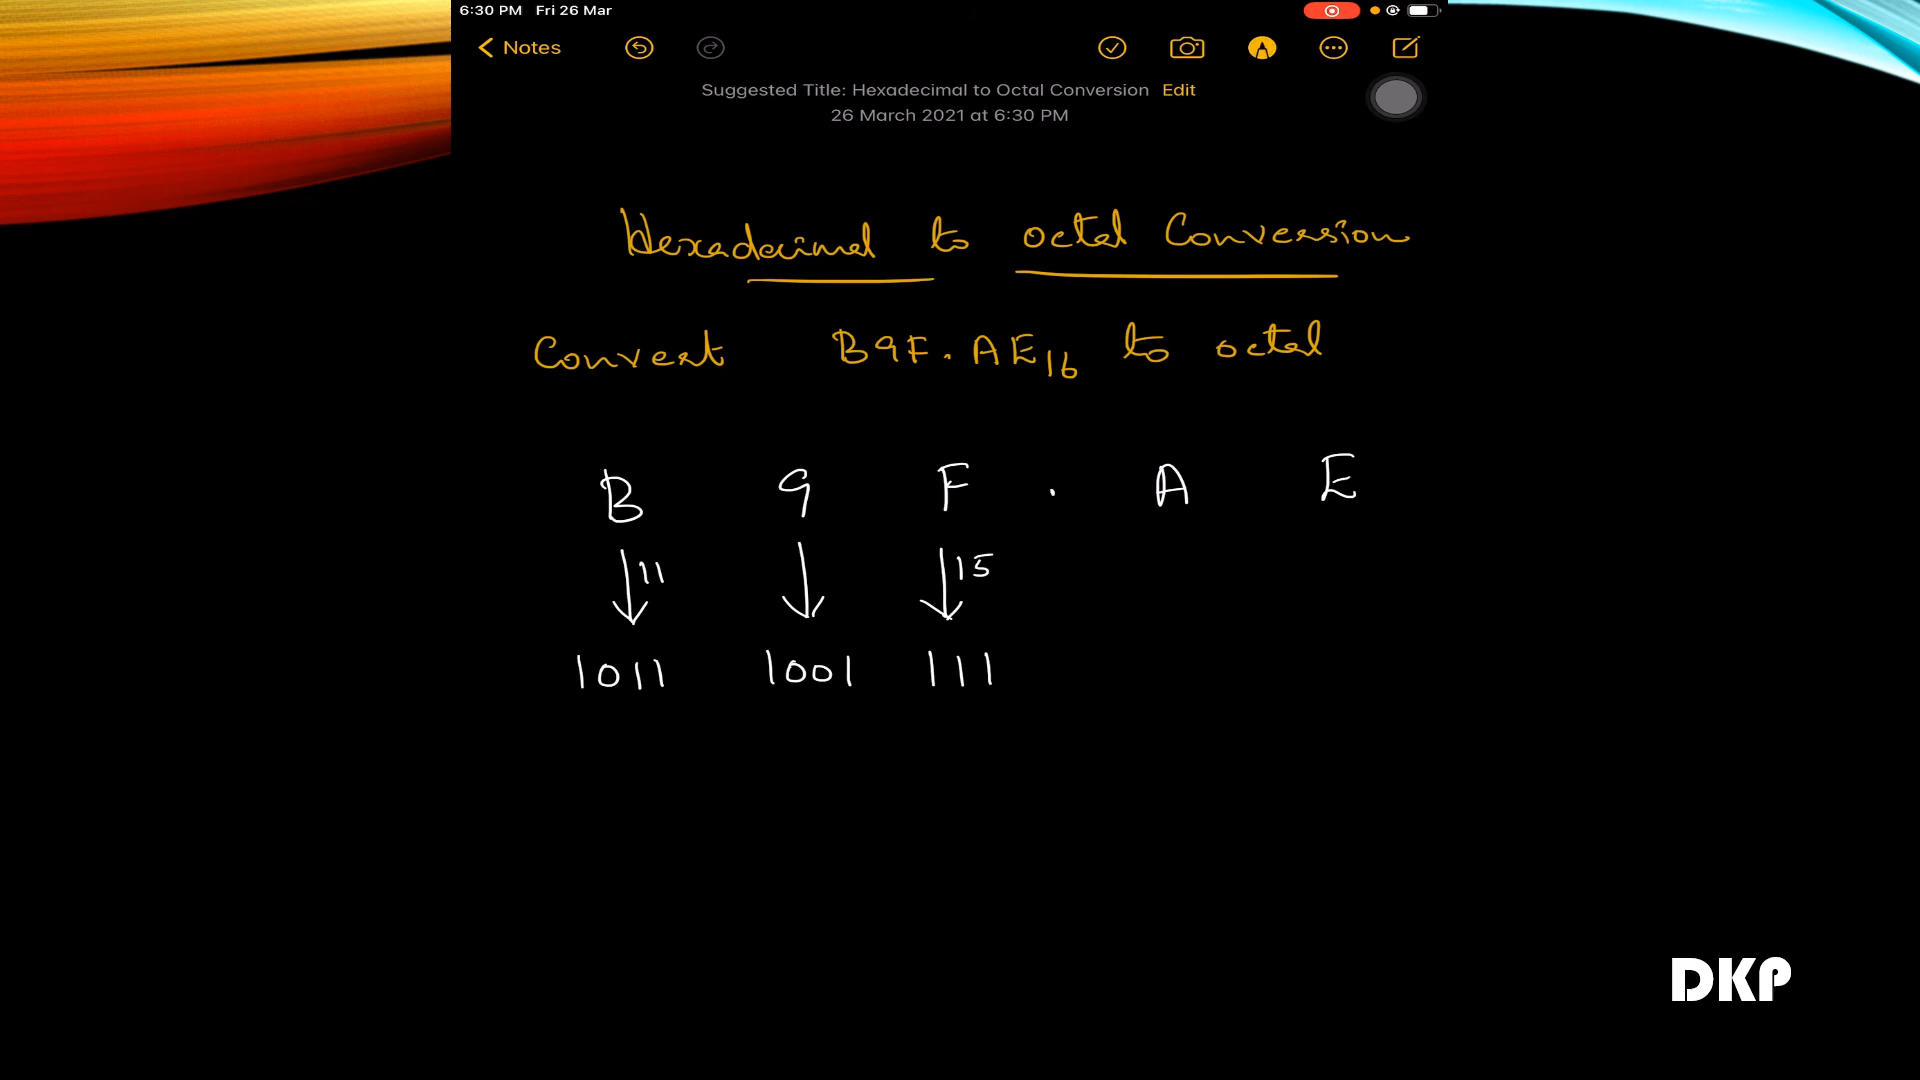 6:30 PM Fri 26 Mar
Notes
Suggested Title: Hexadecimal to Octal Conversion Edit
26 March 2021 at 6:30 PM
Hexadecimal to octal Conversion
Convert B9F.AE16 to octal
B 9 F . A E
11 15
1011 1001 111
DKP